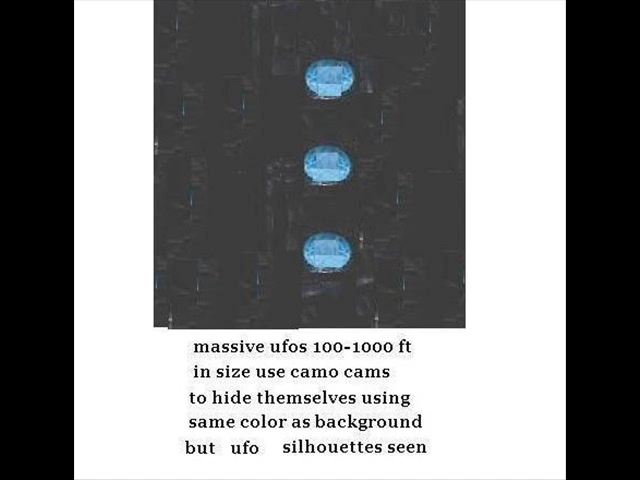 massive ufos 100-1000 ft
in size use camo cams
to hide themselves using
same color as background
but ufo silhouettes seen